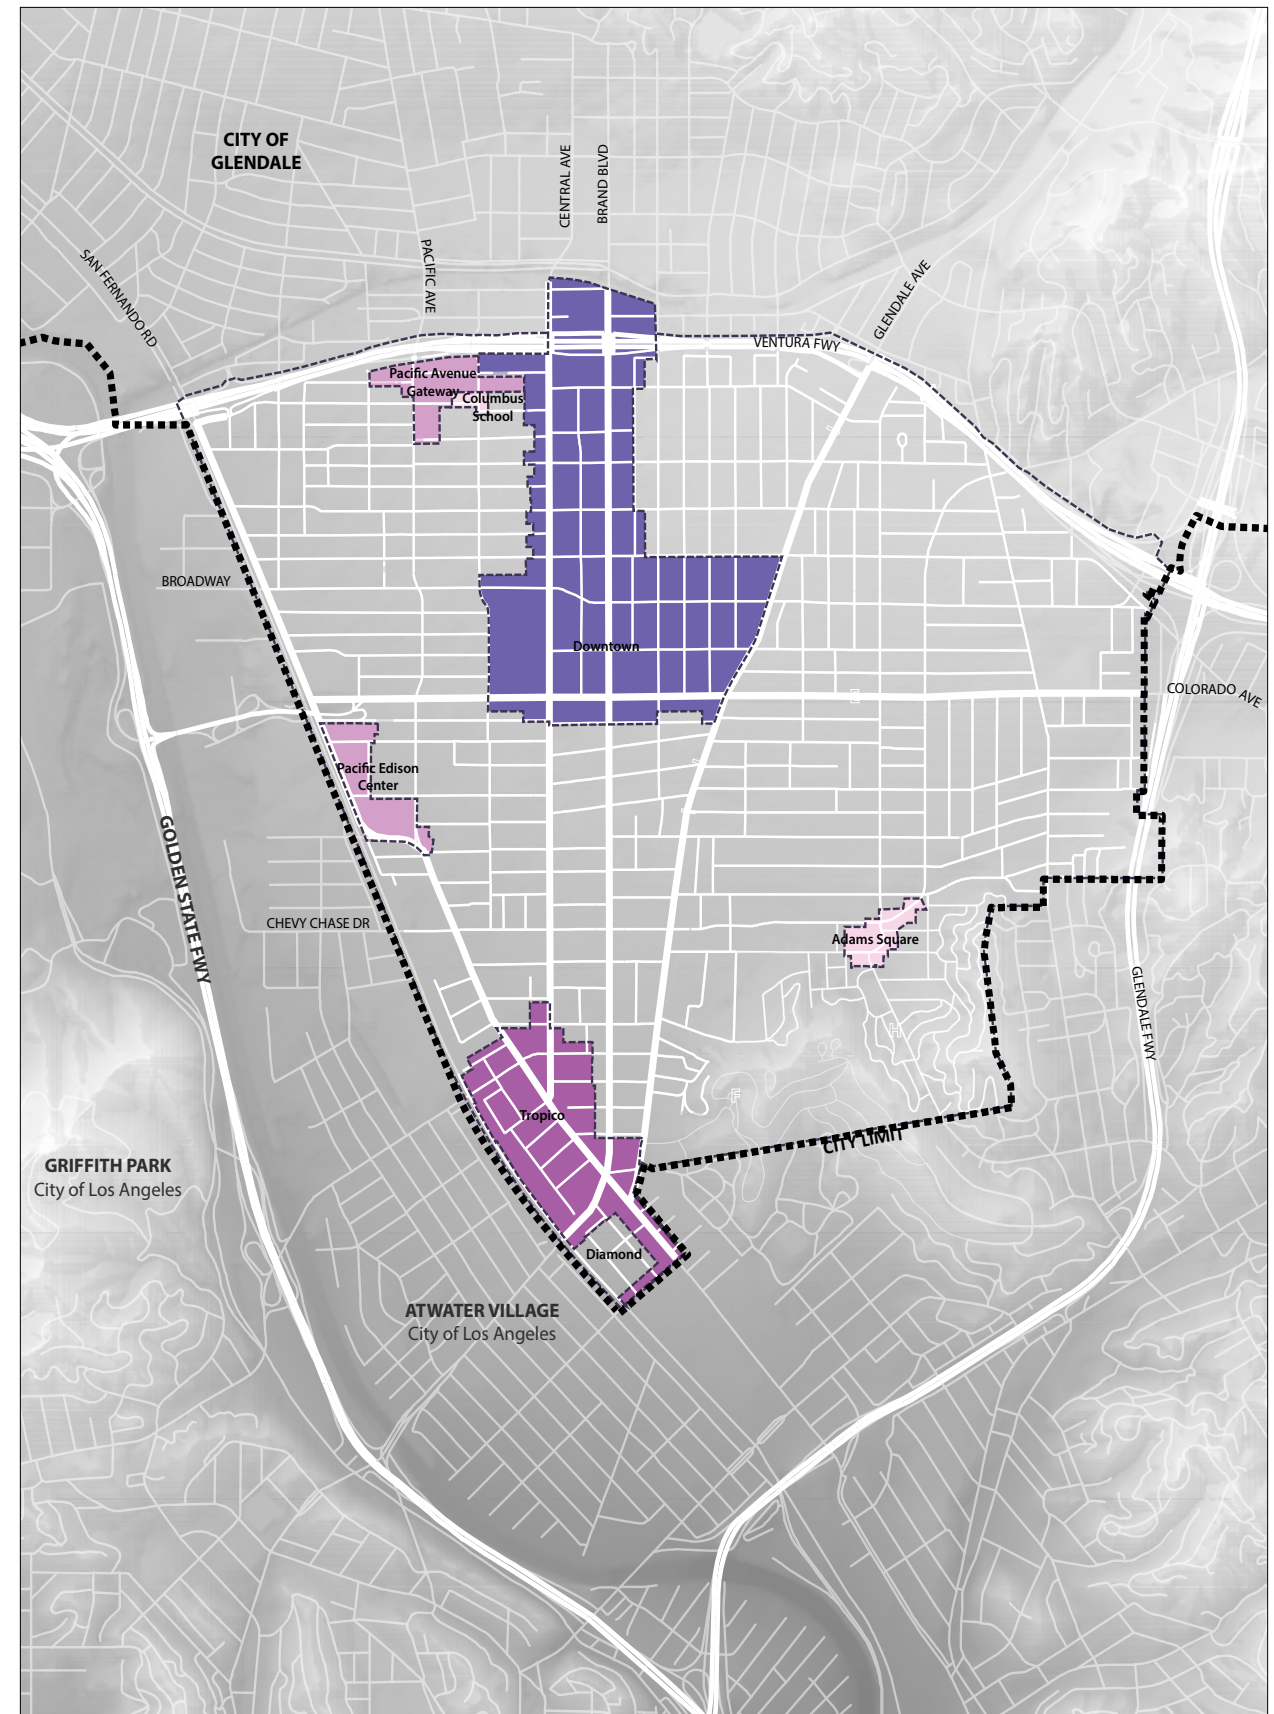 CITY OF
GLENDALE
CENTRAL AVE
BRAND BLVD
PACIFIC AVE
SAN FERNANDO RD
GLENDALE AVE
VENTURA FWY
Pacific Avenue
Gateway
Columbus
School
BROADWAY
Downtown
COLORADO AVE
Pacific Edison
Center
GOLDEN STATE FWY
CHEVY CHASE DR
Adams Square
GLENDALE FWY
H
F
Tropico
CITY LIMIT
GRIFFITH PARK
City of Los Angeles
Diamond
ATWATER VILLAGE
City of Los Angeles